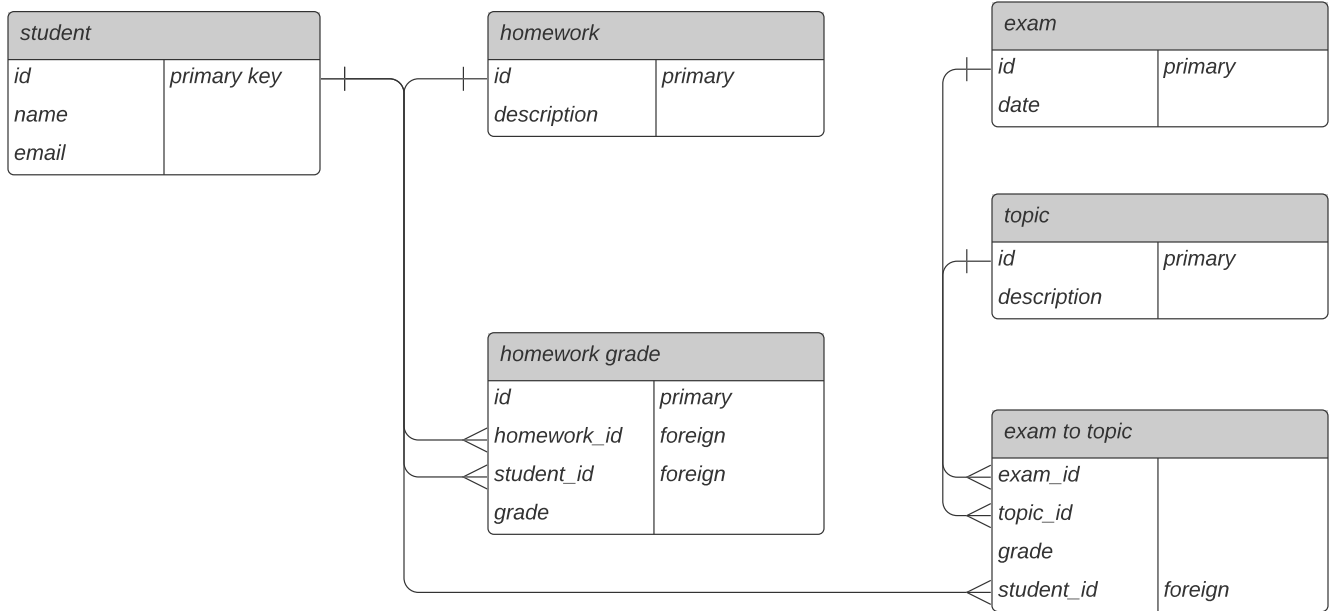 student
id primary key
name
email
homework
id primary
description
homework grade
id primary
homework_id foreign
student_id foreign
grade
exam
id primary
date
topic
id primary
description
exam to topic
exam_id
topic_id
grade
student_id foreign